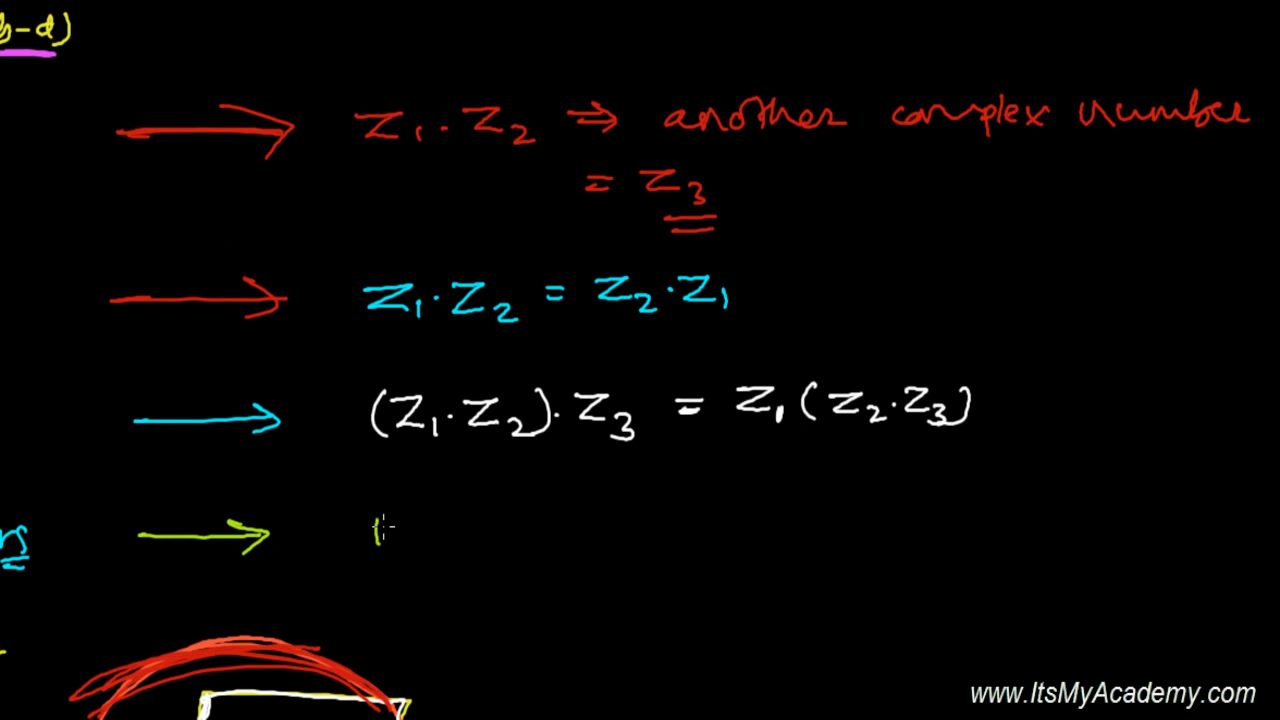 b-d)
Z₁ · Z₂ ⇒ another complex number
= Z₃
Z₁ · Z₂ = Z₂ · Z₁
(Z₁ · Z₂) · Z₃ = Z₁ (Z₂ · Z₃)
rs (
www.ItsMyAcademy.com